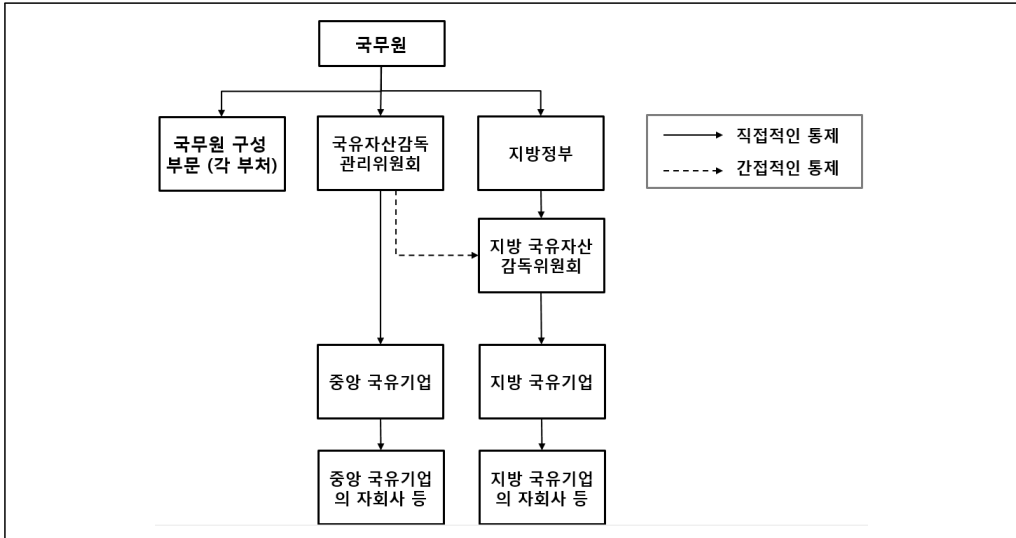 국무원
국무원 구성
부문 (각 부처)
국유자산감독
관리위원회
지방정부
직접적인 통제
간접적인 통제
지방 국유자산
감독위원회
중앙 국유기업
지방 국유기업
중앙 국유기업
의 자회사 등
지방 국유기업
의 자회사 등